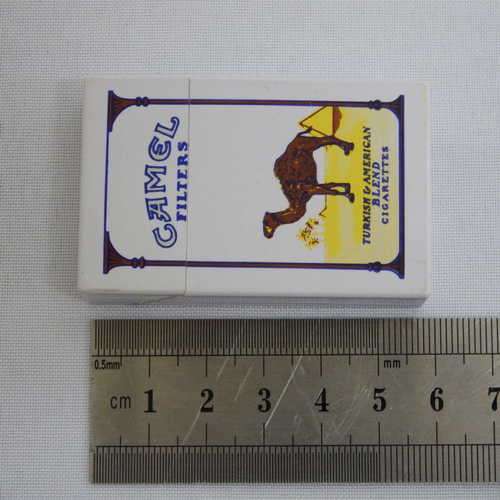 CAMEL
FILTERS
TURKISH & AMERICAN
BLEND
CIGARETTES
0.5mm
mm
cm 1 2 3 4 5 6 7